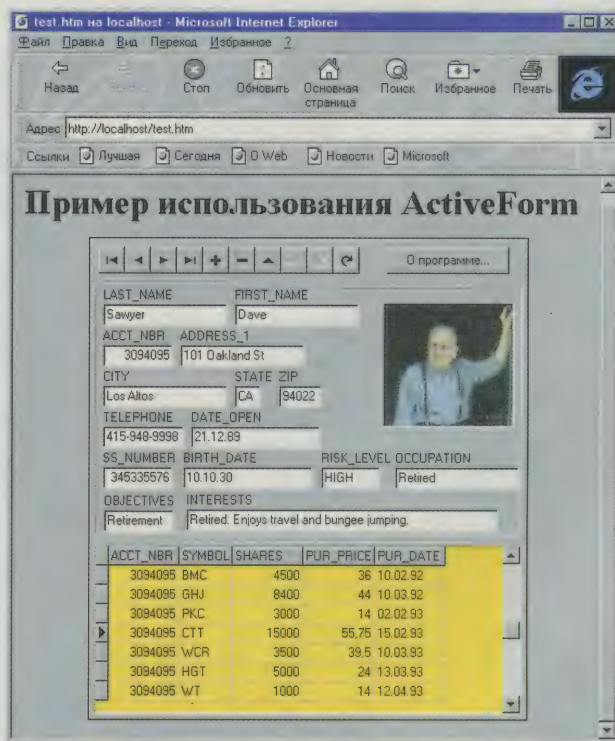 test.htm на localhost - Microsoft Internet Explorer
Файл Правка Вид Переход Избранное ?
Назад Стоп Обновить Основная страница Поиск Избранное Печать
Адрес http://localhost/test.htm
Ссылки Лучшая Сегодня О Web Новости Microsoft
Пример использования ActiveForm
О программе...
LAST_NAME FIRST_NAME
Sawyer Dave
ACCT_NBR ADDRESS_1
3094095 101 Oakland St
CITY STATE ZIP
Los Altos CA 94022
TELEPHONE DATE_OPEN
415-948-9998 21.12.89
SS_NUMBER BIRTH_DATE RISK_LEVEL OCCUPATION
345335576 10.10.30 HIGH Retired
OBJECTIVES INTERESTS
Retirement Retired. Enjoys travel and bungee jumping.
ACCT_NBR SYMBOL SHARES PUR_PRICE PUR_DATE
3094095 BMC 4500 36 10.02.92
3094095 GHJ 8400 44 10.03.92
3094095 PKC 3000 14 02.02.93
3094095 CTT 15000 55,75 15.02.93
3094095 WCR 3500 39,5 10.03.93
3094095 HGT 5000 24 13.03.93
3094095 WT 1000 14 12.04.93